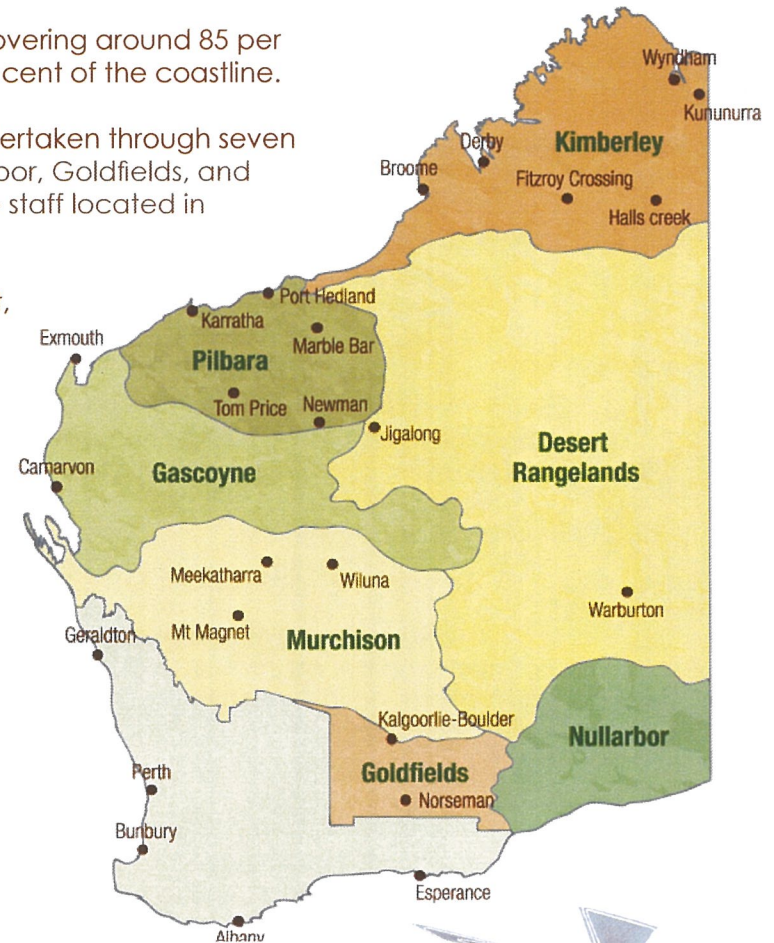 overing around 85 per
cent of the coastline.
ertaken through seven
oor, Goldfields, and
staff located in
Wyndham
Kununurra
Derby
Kimberley
Broome
Fitzroy Crossing
Halls creek
Port Hedland
Karratha
Exmouth
Marble Bar
Pilbara
Tom Price
Newman
Jigalong
Desert
Rangelands
Carnarvon
Gascoyne
Meekatharra
Wiluna
Warburton
Geraldton
Mt Magnet
Murchison
Kalgoorlie-Boulder
Nullarbor
Perth
Goldfields
Norseman
Bunbury
Esperance
Albany